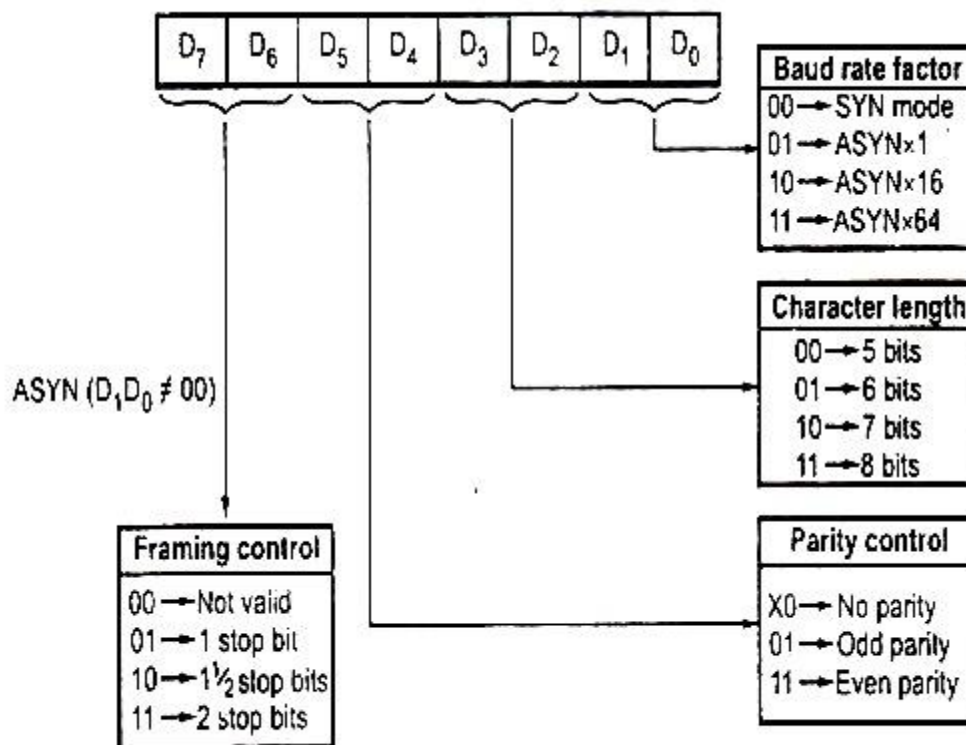 D7 D6 D5 D4 D3 D2 D1 D0
Baud rate factor
00→SYN mode
01→ASYN×1
10→ASYN×16
11→ASYN×64
Character length
00→5 bits
01→6 bits
10→7 bits
11→8 bits
ASYN (D1D0 ≠ 00)
Framing control
00→Not valid
01→1 stop bit
10→1½ stop bits
11→2 stop bits
Parity control
X0→No parity
01→Odd parity
11→Even parity